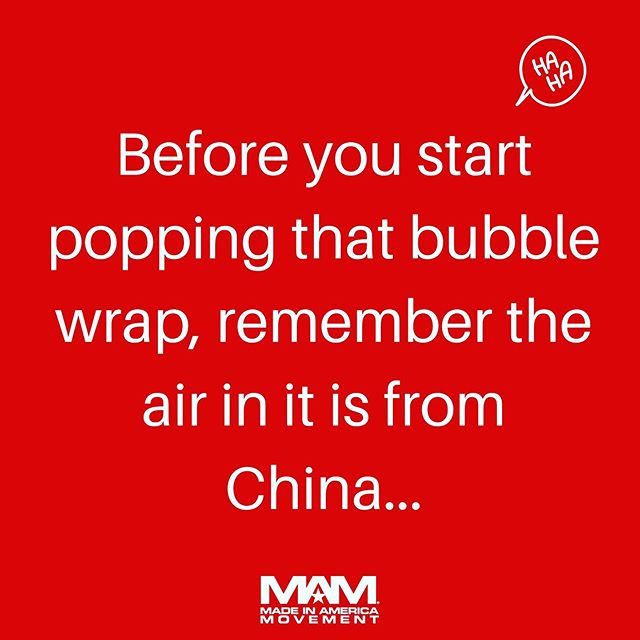 HA
HA
Before you start
popping that bubble
wrap, remember the
air in it is from
China...
MAM
MADE IN AMERICA
MOVEMENT